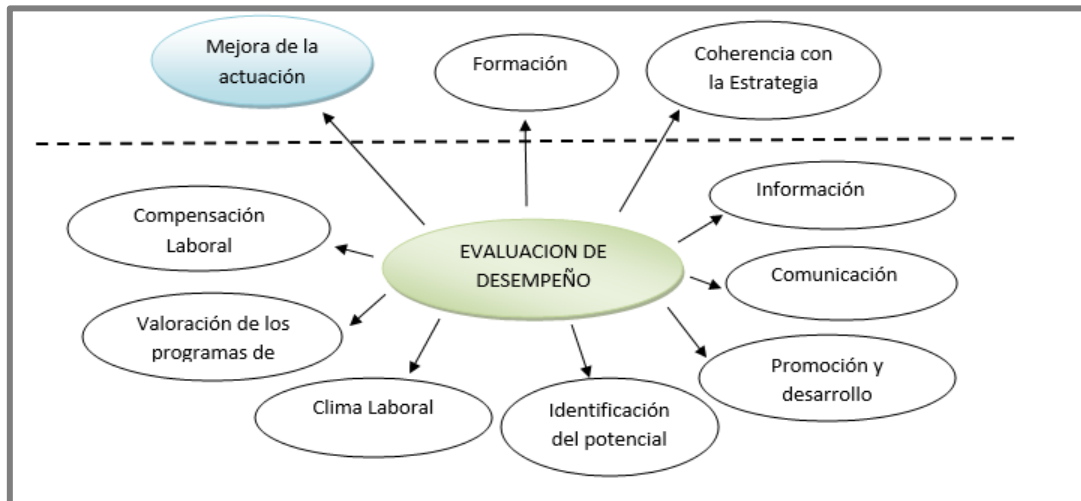 Mejora de la
actuación
Formación
Coherencia con
la Estrategia
Compensación
Laboral
EVALUACION DE
DESEMPEÑO
Información
Comunicación
Valoración de los
programas de
Clima Laboral
Identificación
del potencial
Promoción y
desarrollo